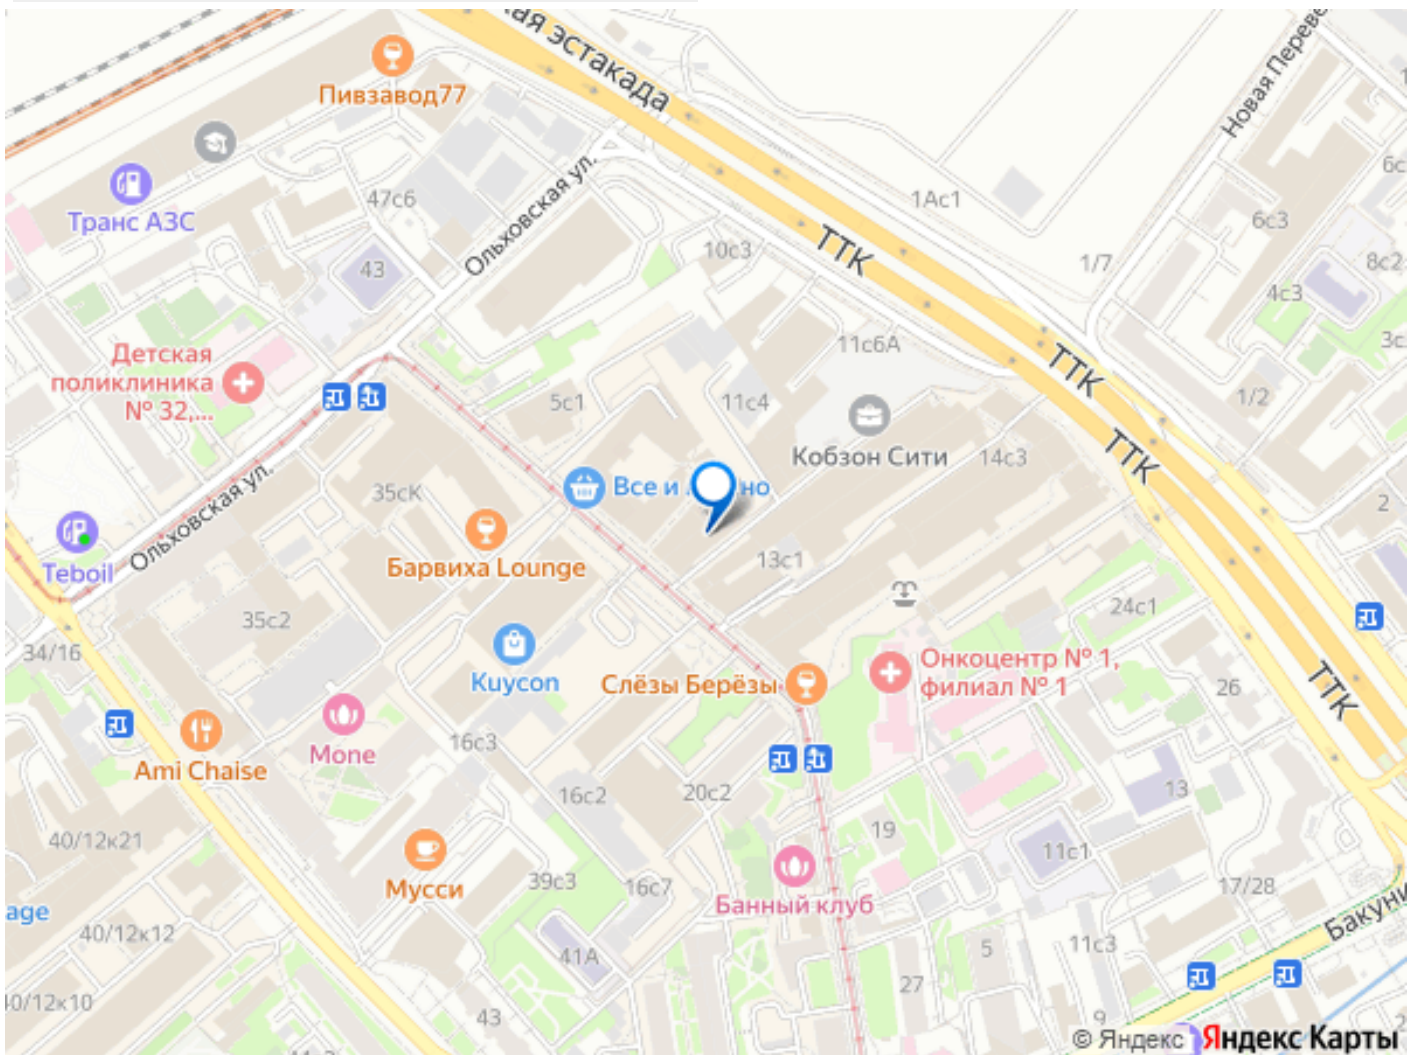 ая эстакада
Новая Переве
Пивзавод77
Транс АЗС
47с6
Ольховская ул.
1Ас1
6с
6с3
ТТК
10с3
43
1/7
8с2
4с3
Детская
поликлиника
№ 32,...
11с6А
3с
ТТК
5с1
11с4
1/2
Кобзон Сити
14с3
ТТК
Все и
но
35сК
Ольховская ул.
2
Барвиха Lounge
13с1
Teboil
24с1
35с2
34/16
Онкоцентр № 1,
филиал № 1
Kuycon
Слёзы Берёзы
26
ТТК
Ami Chaise
Mone
16с3
16с2
20с2
13
19
40/12к21
11с1
Мусси
39с3
16с7
17/28
Банный клуб
age
Бакуни
40/12к12
41А
5
11с3
27
40/12к10
43
9
© Яндекс
Яндекс Карты